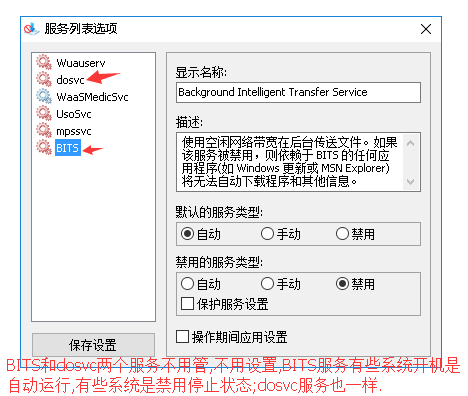 服务列表选项
Wuauserv
dosvc
WaaSMedicSvc
UsoSvc
mpssvc
BITS
保存设置
显示名称:
Background Intelligent Transfer Service
描述:
使用空闲网络带宽在后台传送文件。如果
该服务被禁用，则依赖于 BITS 的任何应
用程序(如 Windows 更新或 MSN Explorer)
将无法自动下载程序和其他信息。
默认的服务类型:
自动 手动 禁用
禁用的服务类型:
自动 手动 禁用
保护服务设置
操作期间应用设置
BITS和dosvc两个服务不用管,不用设置,BITS服务有些系统开机是
自动运行,有些系统是禁用停止状态;dosvc服务也一样.